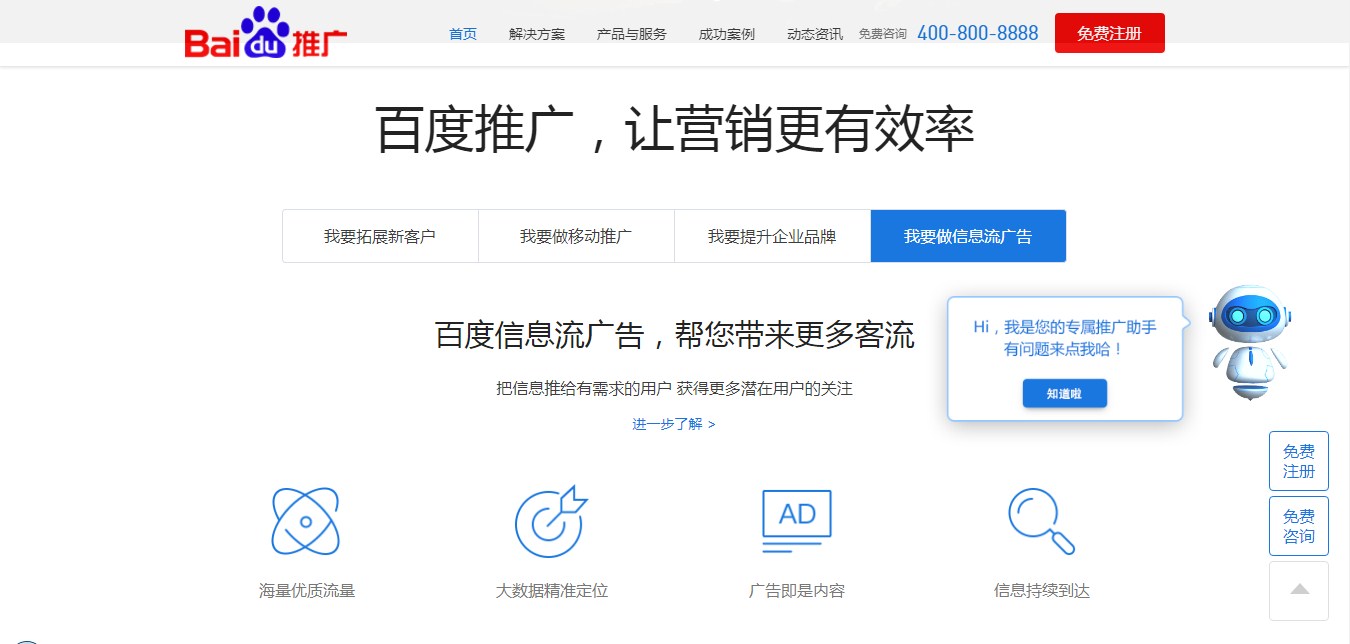 Baidu推广
首页 解决方案 产品与服务 成功案例 动态资讯 免费咨询 400-800-8888 免费注册
百度推广，让营销更有效率
我要拓展新客户 我要做移动推广 我要提升企业品牌 我要做信息流广告
百度信息流广告，帮您带来更多客流
把信息推给有需求的用户 获得更多潜在用户的关注
进一步了解 >
Hi，我是您的专属推广助手
有问题来点我哈！
知道啦
免费
注册
免费
咨询
AD
海量优质流量 大数据精准定位 广告即是内容 信息持续到达